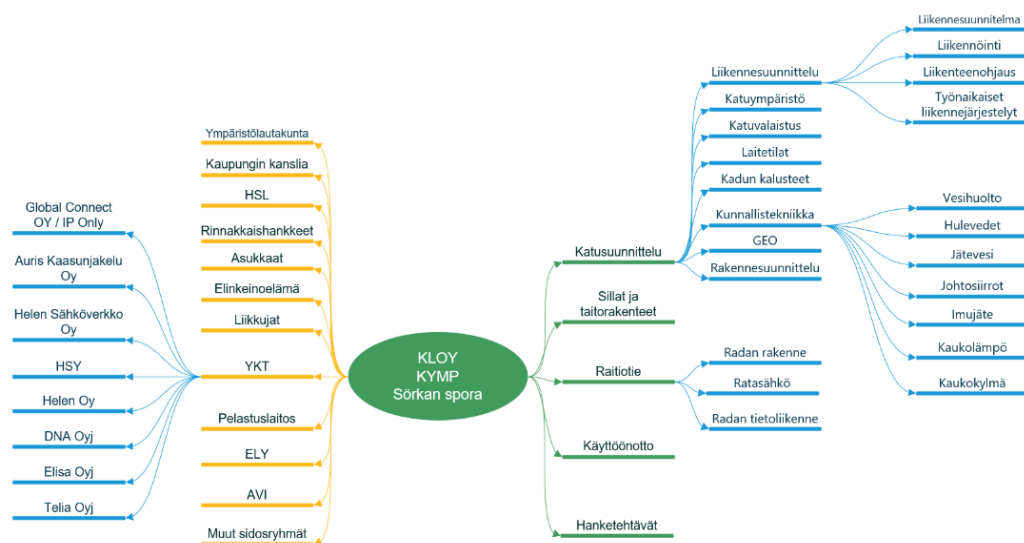 KLOY
KYMP
Sörkan spora
Ympäristölautakunta
Kaupungin kanslia
HSL
Rinnakkaishankkeet
Asukkaat
Elinkeinoelämä
Liikkujat
YKT
Pelastuslaitos
ELY
AVI
Muut sidosryhmät
Global Connect
OY / IP Only
Auris Kaasunjakelu
Oy
Helen Sähköverkko
Oy
HSY
Helen Oy
DNA Oyj
Elisa Oyj
Telia Oyj
Katusuunnittelu
Sillat ja
taitorakenteet
Raitiotie
Käyttöönotto
Hanketehtävät
Liikennesuunnittelu
Katuympäristö
Katuvalaistus
Laitetilat
Kadun kalusteet
Kunnallistekniikka
GEO
Rakennesuunnittelu
Radan rakenne
Ratasähkö
Radan tietoliikenne
Liikennesuunnitelma
Liikennöinti
Liikenteenohjaus
Työnaikaiset
liikennejärjestelyt
Vesihuolto
Hulevedet
Jätevesi
Johtosiirrot
Imujäte
Kaukolämpö
Kaukokylmä